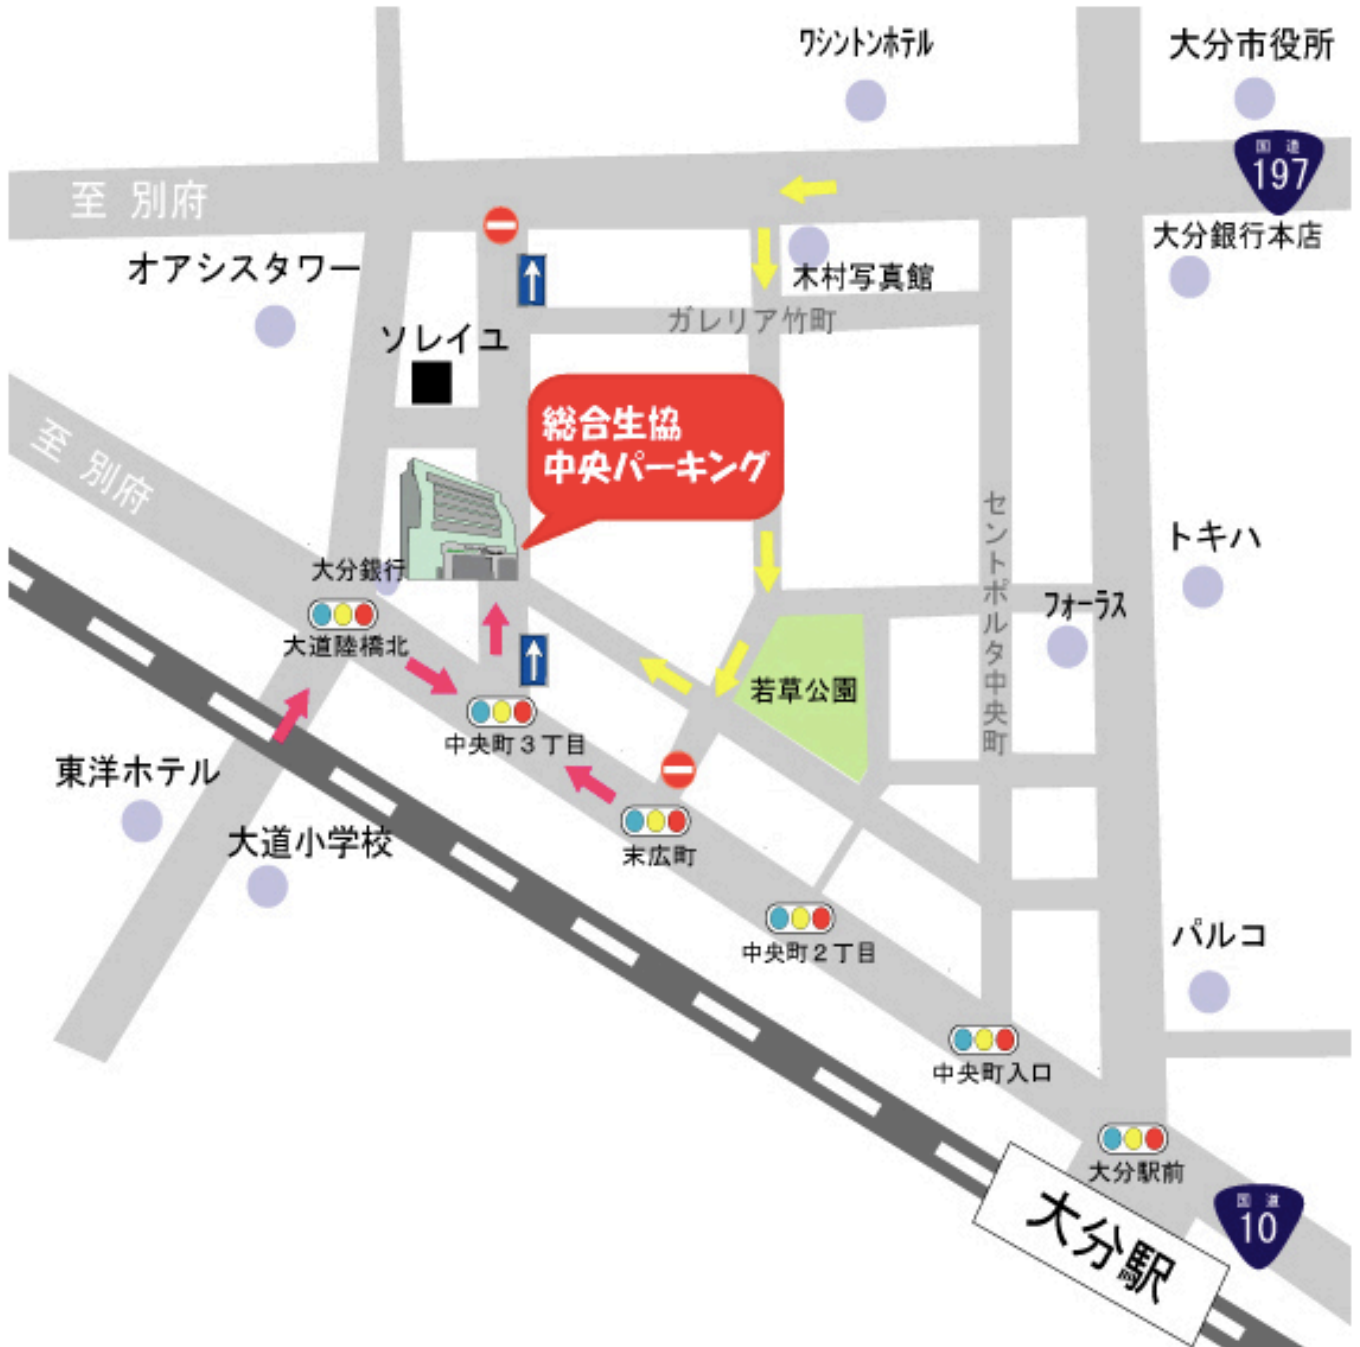 ワシントンホテル
大分市役所
国道
197
至 別府
大分銀行本店
オアシスタワー
木村写真館
ガレリア竹町
ソレイユ
総合生協
中央パーキング
至 別府
セントポルタ中央町
トキハ
大分銀行
フォーラス
大道陸橋北
若草公園
中央町3丁目
東洋ホテル
大道小学校
末広町
パルコ
中央町2丁目
中央町入口
大分駅前
国道
10
大分駅